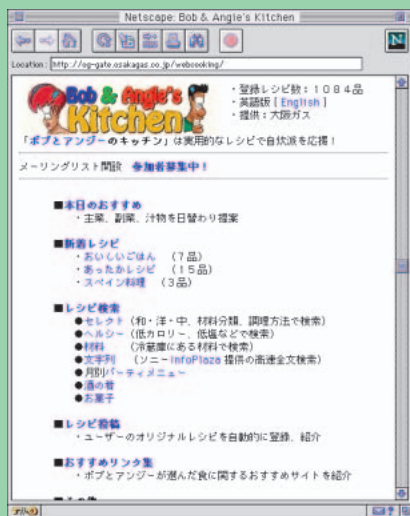 Netscape: Bob & Angie's Kitchen
Location: http://og-gate.osakagas.co.jp/webcooking/
Bob & Angie's
Kitchen
・登録レシピ数：１０８４品
・英語版 [ English ]
・提供：大阪ガス
「ボブとアンジーのキッチン」は実用的なレシピで自炊派を応援！
メーリングリスト開設　参加者募集中！
■本日のおすすめ
・主菜、副菜、汁物を日替わり提案
■新着レシピ
・おいしいごはん　（７品）
・あったかレシピ　（１５品）
・スペイン料理　（３品）
■レシピ検索
●セレクト（和・洋・中、材料分類、調理方法で検索）
●ヘルシー（低カロリー、低塩などで検索）
●材料　　（冷蔵庫にある材料で検索）
●文字列　（ソニーInfoPlaza 提供の高速全文検索）
●月別パーティメニュー
●酒の肴
●お菓子
■レシピ投稿
・ユーザーのオリジナルレシピを自動的に登録、紹介
■おすすめリンク集
・ボブとアンジーが選んだ食に関するおすすめサイトを紹介